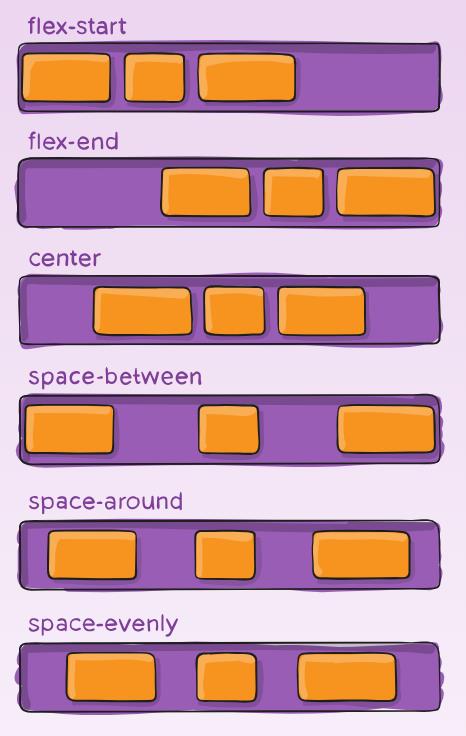 flex-start
flex-end
center
space-between
space-around
space-evenly